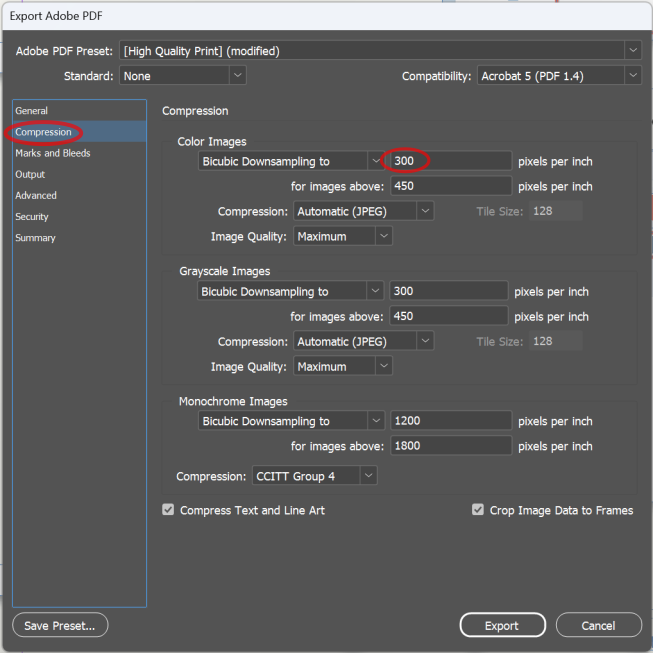 Export Adobe PDF
Adobe PDF Preset: [High Quality Print] (modified)
Standard: None Compatibility: Acrobat 5 (PDF 1.4)
General
Compression
Marks and Bleeds
Output
Advanced
Security
Summary
Compression
Color Images
Bicubic Downsampling to 300 pixels per inch
for images above: 450 pixels per inch
Compression: Automatic (JPEG) Tile Size: 128
Image Quality: Maximum
Grayscale Images
Bicubic Downsampling to 300 pixels per inch
for images above: 450 pixels per inch
Compression: Automatic (JPEG) Tile Size: 128
Image Quality: Maximum
Monochrome Images
Bicubic Downsampling to 1200 pixels per inch
for images above: 1800 pixels per inch
Compression: CCITT Group 4
Compress Text and Line Art Crop Image Data to Frames
Save Preset... Export Cancel